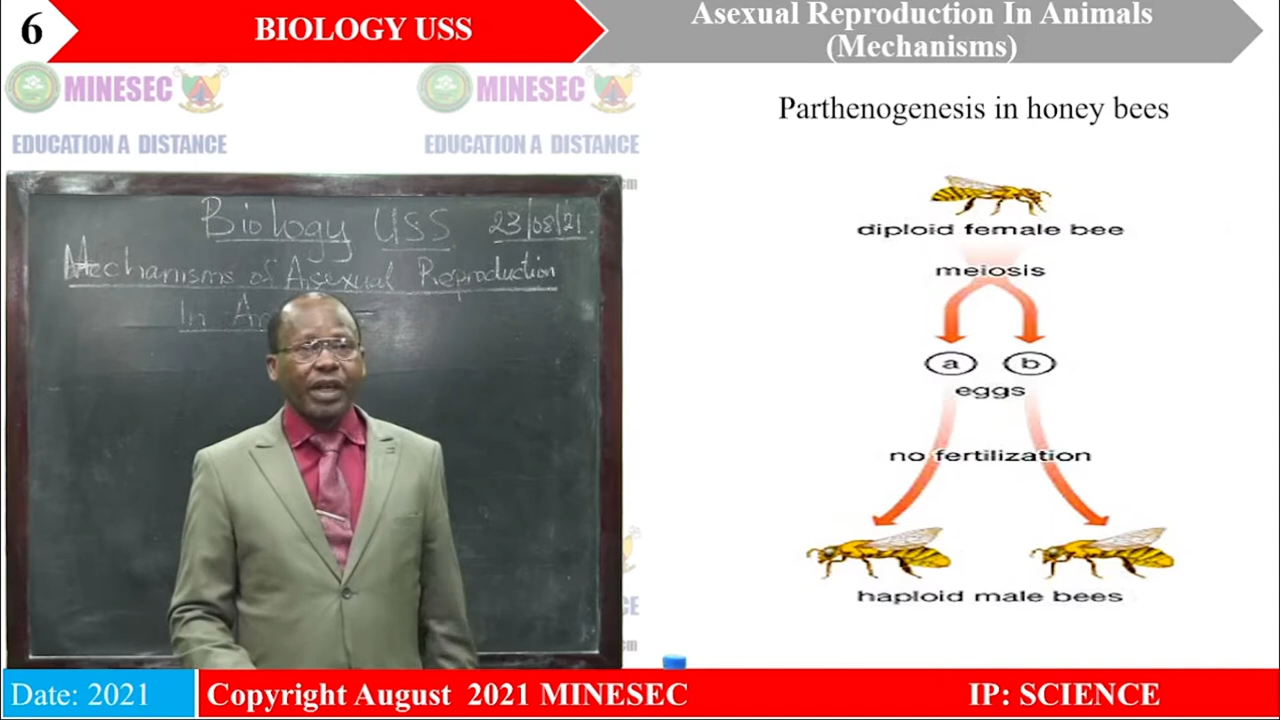 6
BIOLOGY USS
Asexual Reproduction In Animals
(Mechanisms)
MINESEC
MINESEC
EDUCATION A DISTANCE
EDUCATION A DISTANCE
Biology USS 23/08/21.
Mechanisms of Asexual Reproduction
In
Parthenogenesis in honey bees
diploid female bee
meiosis
a b
eggs
no fertilization
haploid male bees
Date: 2021
Copyright August 2021 MINESEC
IP: SCIENCE